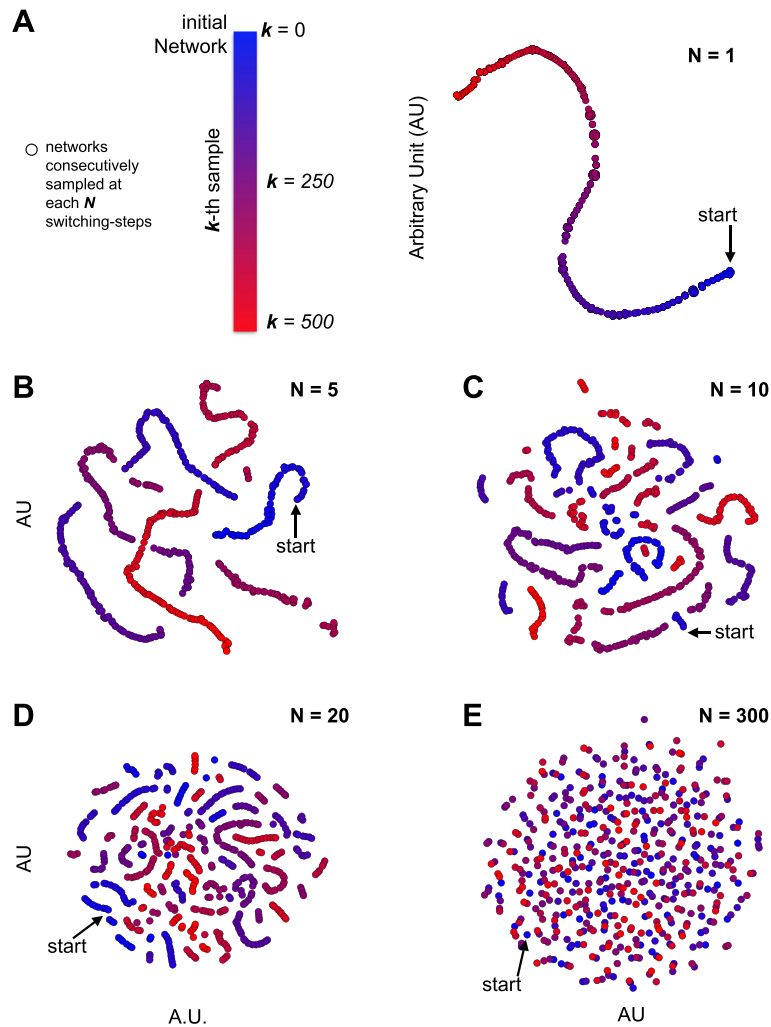 A
initial
Network
k = 0
k-th sample
k = 250
k = 500
networks
consecutively
sampled at
each N
switching-steps
N = 1
Arbitrary Unit (AU)
start
B
N = 5
AU
start
C
N = 10
start
D
N = 20
AU
start
A.U.
E
N = 300
start
AU